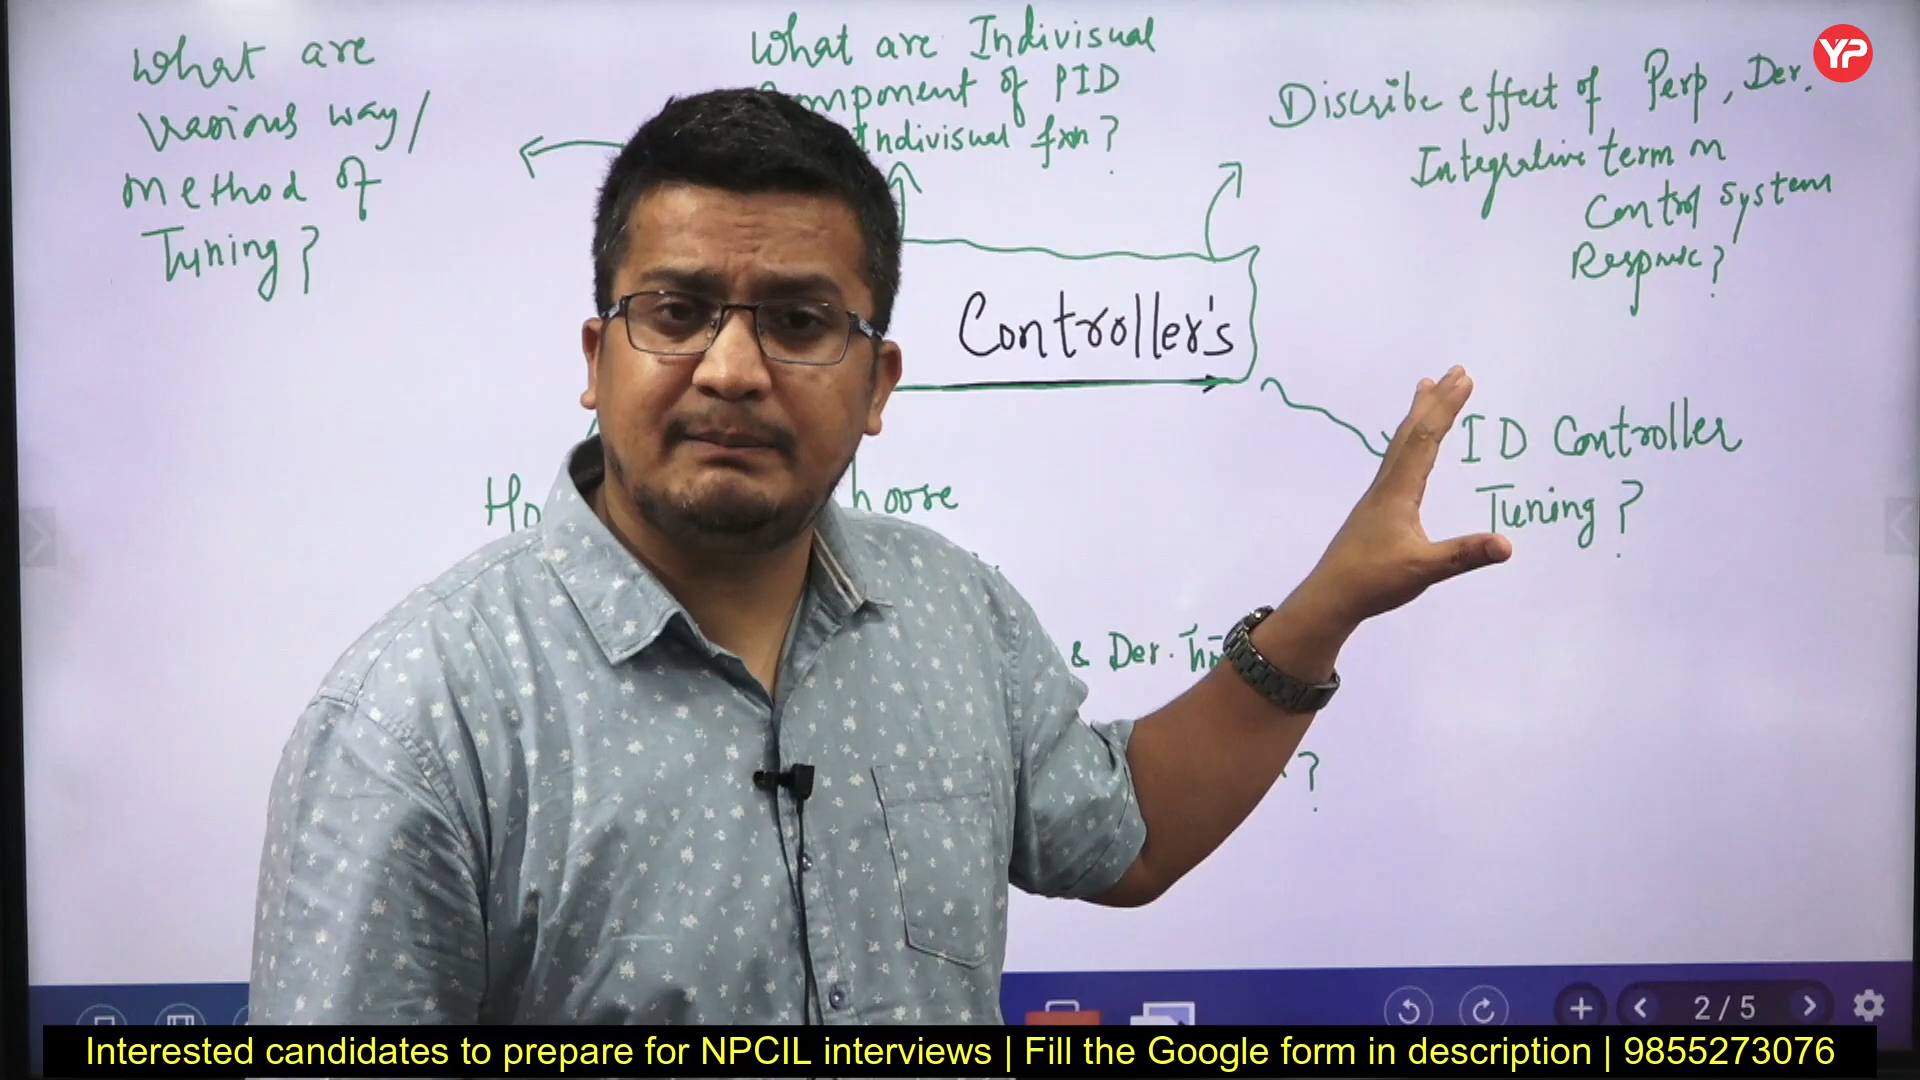 What are
various way/
method of
Tuning?
What are Indivisual
omponent of PID
Indivisual fxn?
Discribe effect of Perp, Der.
Integrative term on
Control system
Response?
YP
Controller's
ID Controller
Tuning?
Ho
hoose
& Der.
?
2/5
Interested candidates to prepare for NPCIL interviews | Fill the Google form in description | 9855273076